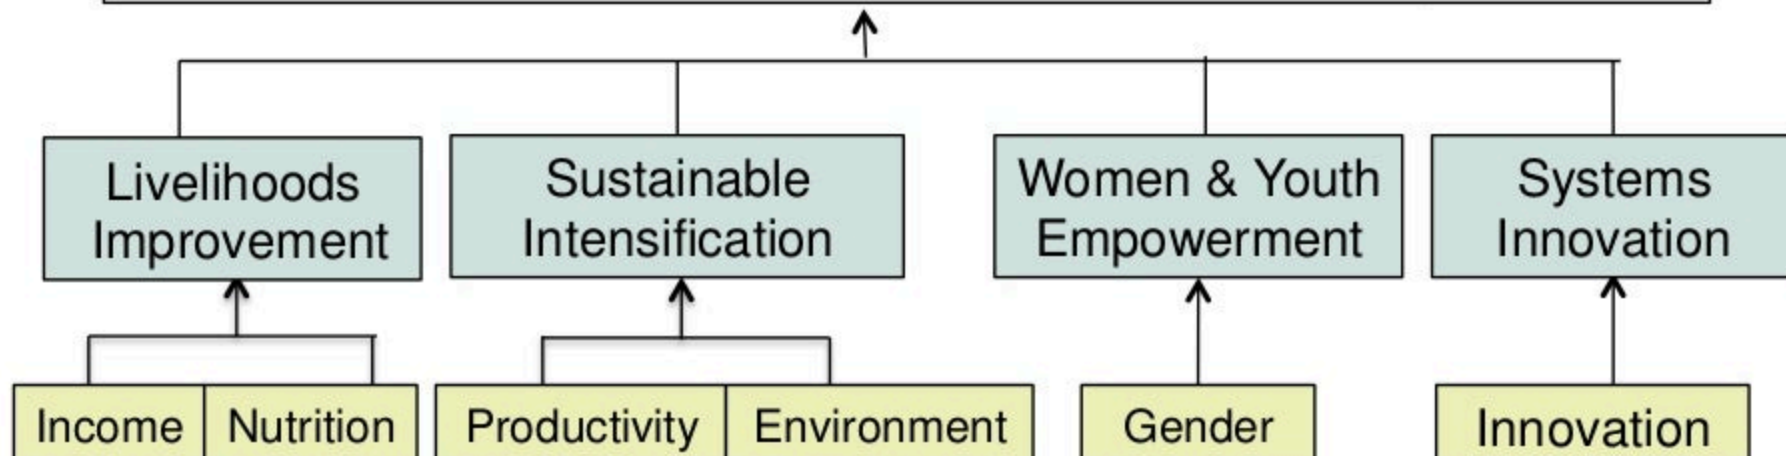 Livelihoods
Improvement
Sustainable
Intensification
Women & Youth
Empowerment
Systems
Innovation
Income
Nutrition
Productivity
Environment
Gender
Innovation